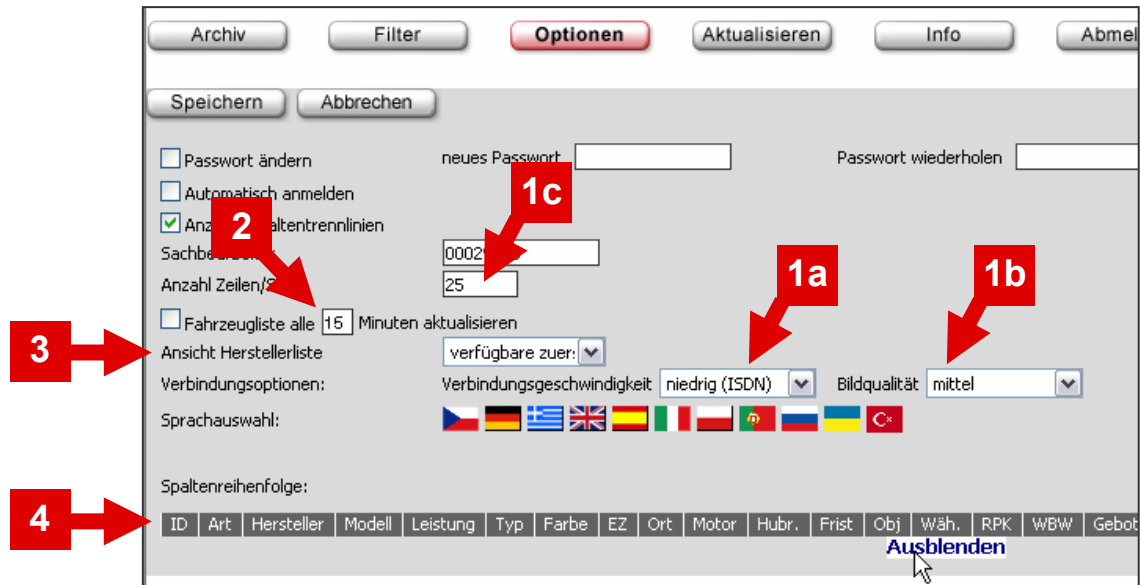 Archiv Filter Optionen Aktualisieren Info Abmel
Speichern Abbrechen
Passwort ändern neues Passwort Passwort wiederholen
1c
Automatisch anmelden
2
Sachbe
1a 1b
25
Anzahl Zeilen/S
Fahrzeugliste alle 15 Minuten aktualisieren
3 Ansicht Herstellerliste verfügbare zuer
Verbindungsoptionen: Verbindungsgeschwindigkeit niedrig (ISDN) Bildqualität mittel
Sprachauswahl:
Spaltenreihenfolge:
4 ID Art Hersteller Modell Leistung Typ Farbe EZ Ort Motor Hubr. Frist Obj Wäh. RPK WBW Gebot
Ausblenden